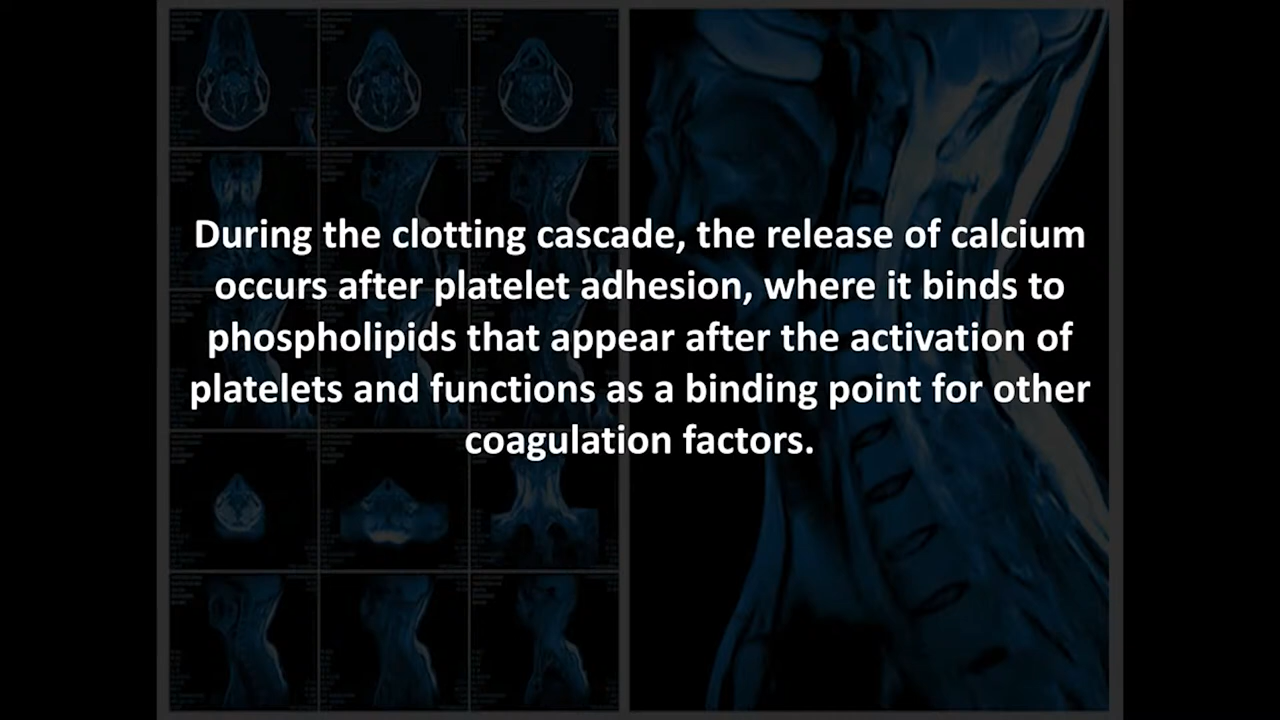 During the clotting cascade, the release of calcium
occurs after platelet adhesion, where it binds to
phospholipids that appear after the activation of
platelets and functions as a binding point for other
coagulation factors.